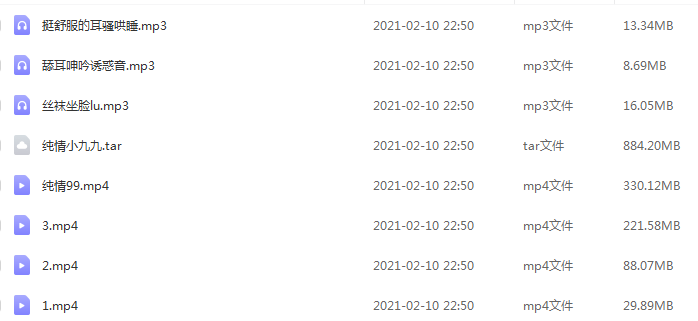 挺舒服的耳骚哄睡.mp3 2021-02-10 22:50 mp3文件 13.34MB
舔耳呻吟诱惑音.mp3 2021-02-10 22:50 mp3文件 8.69MB
丝袜坐脸lu.mp3 2021-02-10 22:50 mp3文件 16.05MB
纯情小九九.tar 2021-02-10 22:50 tar文件 884.20MB
纯情99.mp4 2021-02-10 22:50 mp4文件 330.12MB
3.mp4 2021-02-10 22:50 mp4文件 221.58MB
2.mp4 2021-02-10 22:50 mp4文件 88.07MB
1.mp4 2021-02-10 22:50 mp4文件 29.89MB